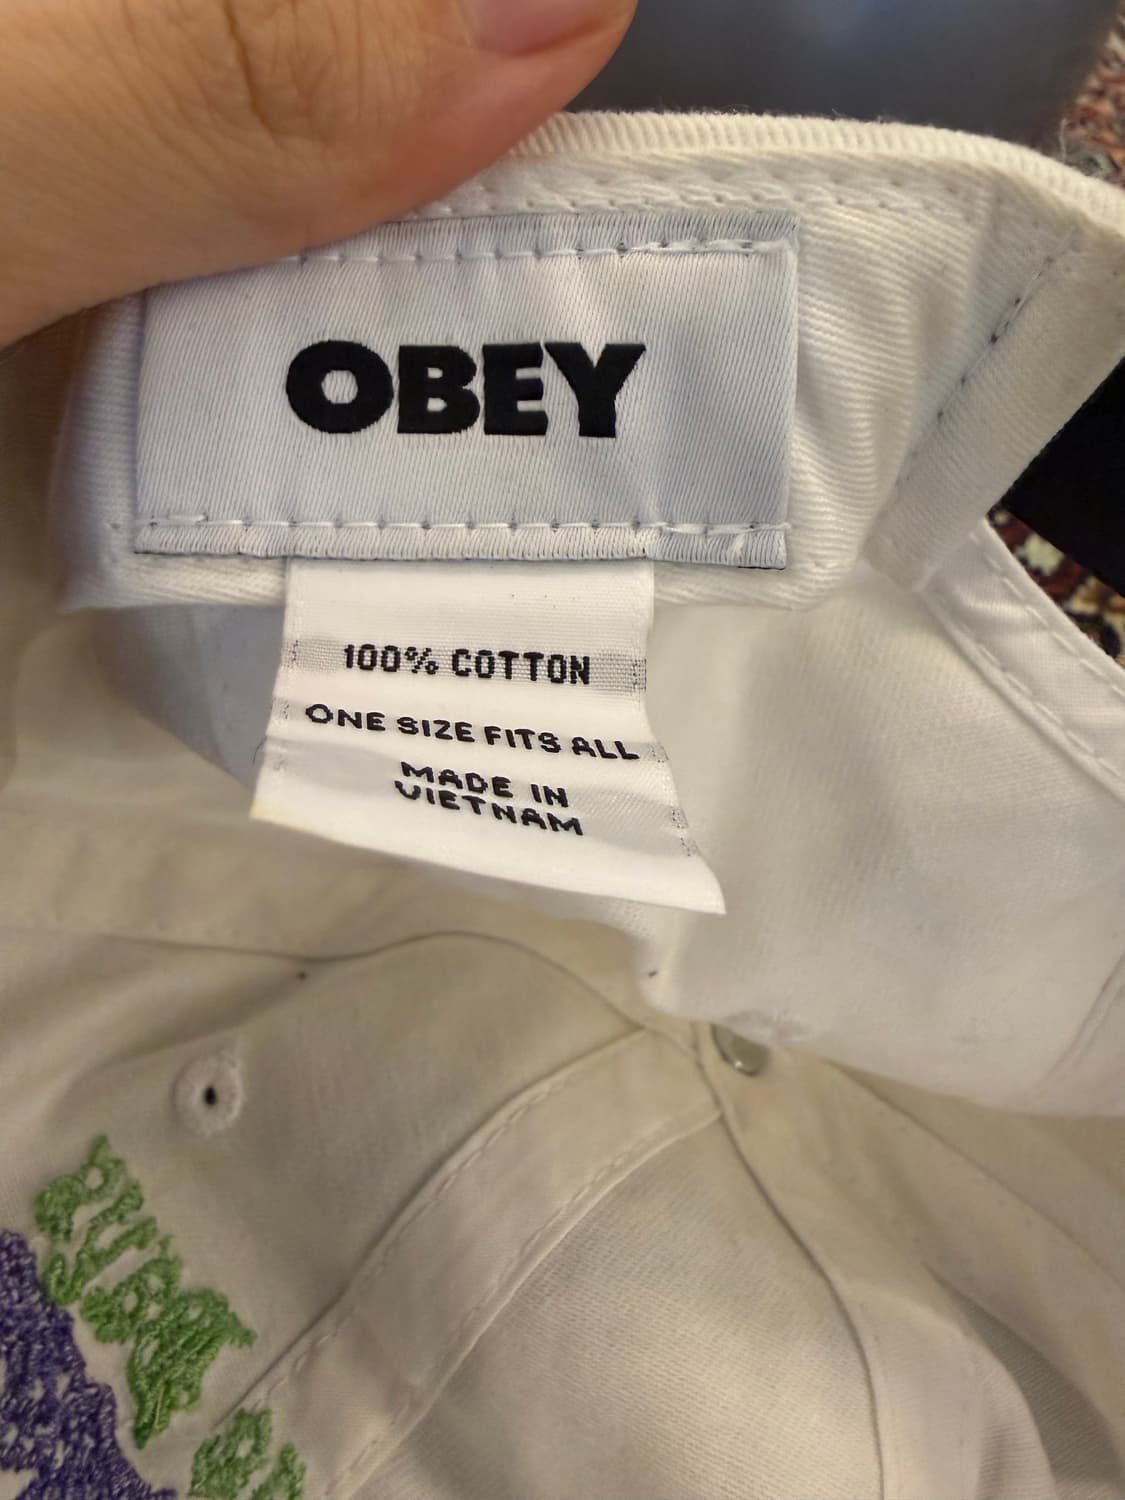 OBEY
100% COTTON
ONE SIZE FITS ALL
MADE IN
VIETNAM